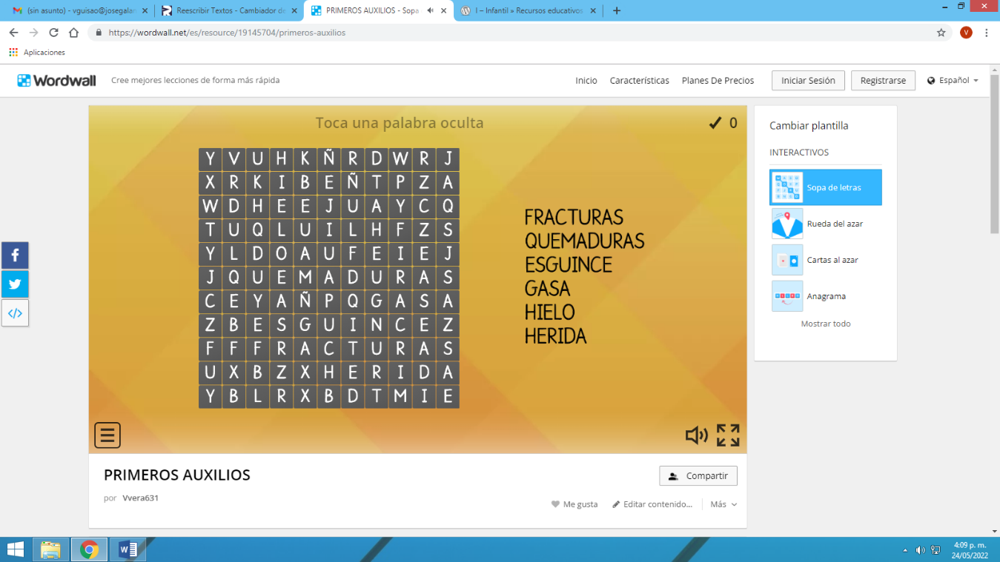 (sin asunto) - vguisao@josegalar
Reescribir Textos - Cambiador de
PRIMEROS AUXILIOS - Sopa
I – Infantil » Recursos educativos
https://wordwall.net/es/resource/19145704/primeros-auxilios
V
Aplicaciones
Wordwall
Cree mejores lecciones de forma más rápida
Inicio
Características
Planes De Precios
Iniciar Sesión
Registrarse
Español
Toca una palabra oculta
0
Y V U H K Ñ R D W R J
X R K I B E Ñ T P Z A
W D H E E J U A Y C Q
T U Q L U I L H F Z S
Y L D O A U F E I E J
J Q U E M A D U R A S
C E Y A Ñ P Q G A S A
Z B E S G U I N C E Z
F F F R A C T U R A S
U X B Z X H E R I D A
Y B L R X B D T M I E
FRACTURAS
QUEMADURAS
ESGUINCE
GASA
HIELO
HERIDA
Cambiar plantilla
INTERACTIVOS
Sopa de letras
Rueda del azar
Cartas al azar
Anagrama
Mostrar todo
PRIMEROS AUXILIOS
por Vvera631
Compartir
Me gusta
Editar contenido...
Más
4:09 p. m.
24/05/2022